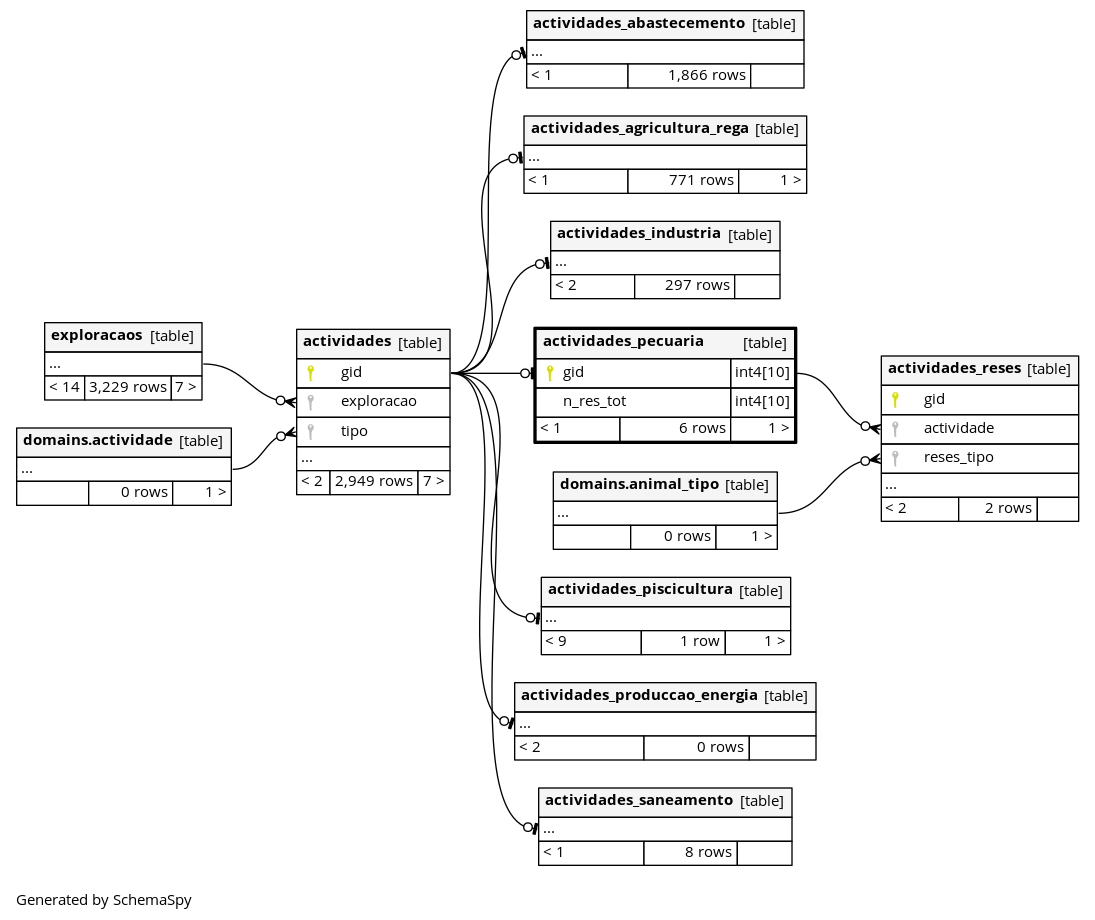 actividades_abastecemento [table]
...
< 1 1,866 rows
actividades_agricultura_rega [table]
...
< 1 771 rows 1 >
actividades_industria [table]
...
< 2 297 rows
exploracaos [table]
...
< 14 3,229 rows 7 >
domains.actividade [table]
...
0 rows 1 >
actividades [table]
gid
exploracao
tipo
...
< 2 2,949 rows 7 >
actividades_pecuaria [table]
gid int4[10]
n_res_tot int4[10]
< 1 6 rows 1 >
actividades_reses [table]
gid
actividade
reses_tipo
...
< 2 2 rows
domains.animal_tipo [table]
...
0 rows 1 >
actividades_piscicultura [table]
...
< 9 1 row 1 >
actividades_produccao_energia [table]
...
< 2 0 rows
actividades_saneamento [table]
...
< 1 8 rows
Generated by SchemaSpy